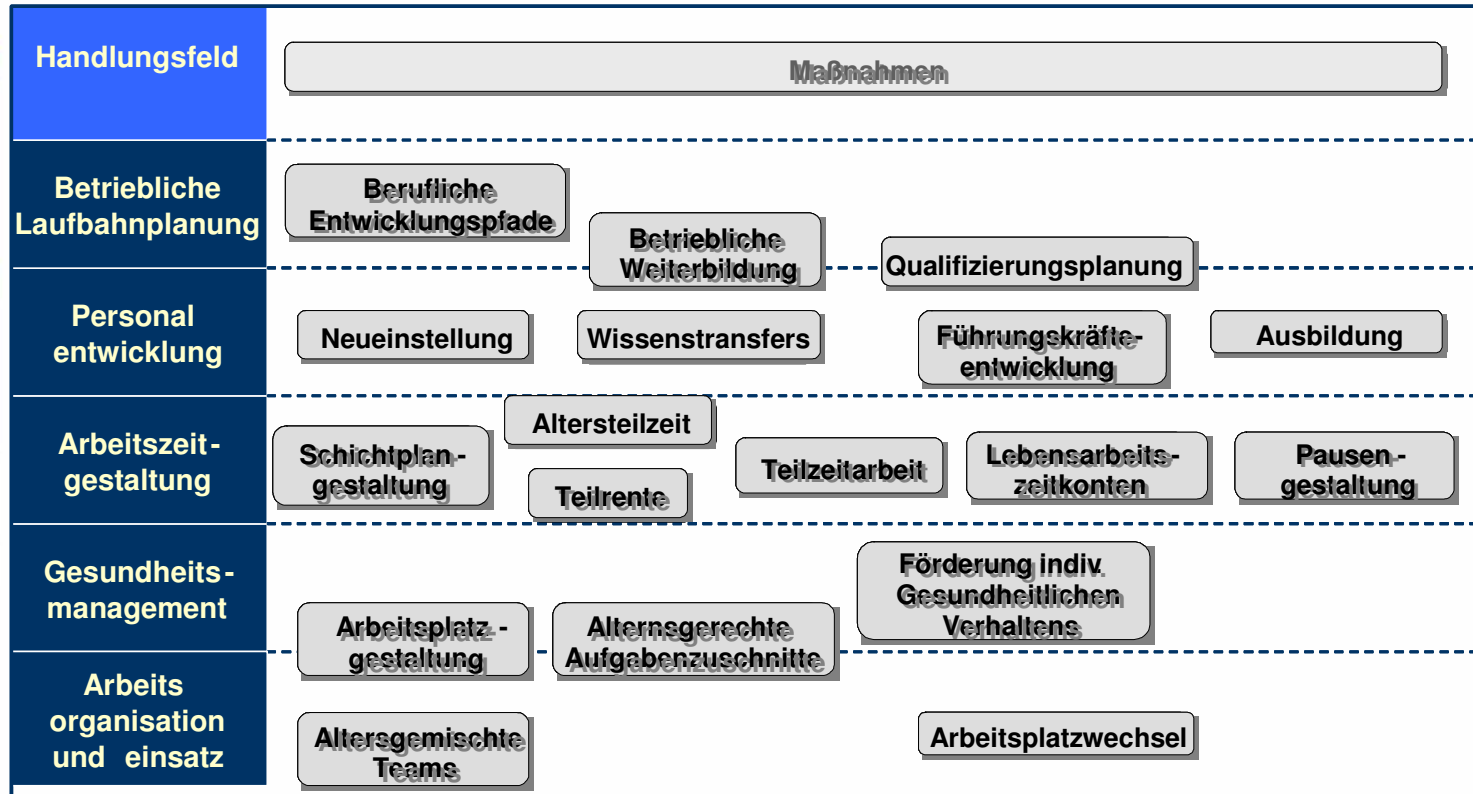 Handlungsfeld
Maßnahmen
Betriebliche
Laufbahnplanung
Berufliche
Entwicklungspfade
Betriebliche
Weiterbildung
Qualifizierungsplanung
Personal
entwicklung
Neueinstellung
Wissenstransfers
Führungskräfte-
entwicklung
Ausbildung
Arbeitszeit-
gestaltung
Schichtplan-
gestaltung
Altersteilzeit
Teilrente
Teilzeitarbeit
Lebensarbeits-
zeitkonten
Pausen-
gestaltung
Gesundheits-
management
Arbeitsplatz-
gestaltung
Alternsgerechte
Aufgabenzuschnitte
Förderung indiv.
Gesundheitlichen
Verhaltens
Arbeits
organisation
und einsatz
Altersgemischte
Teams
Arbeitsplatzwechsel